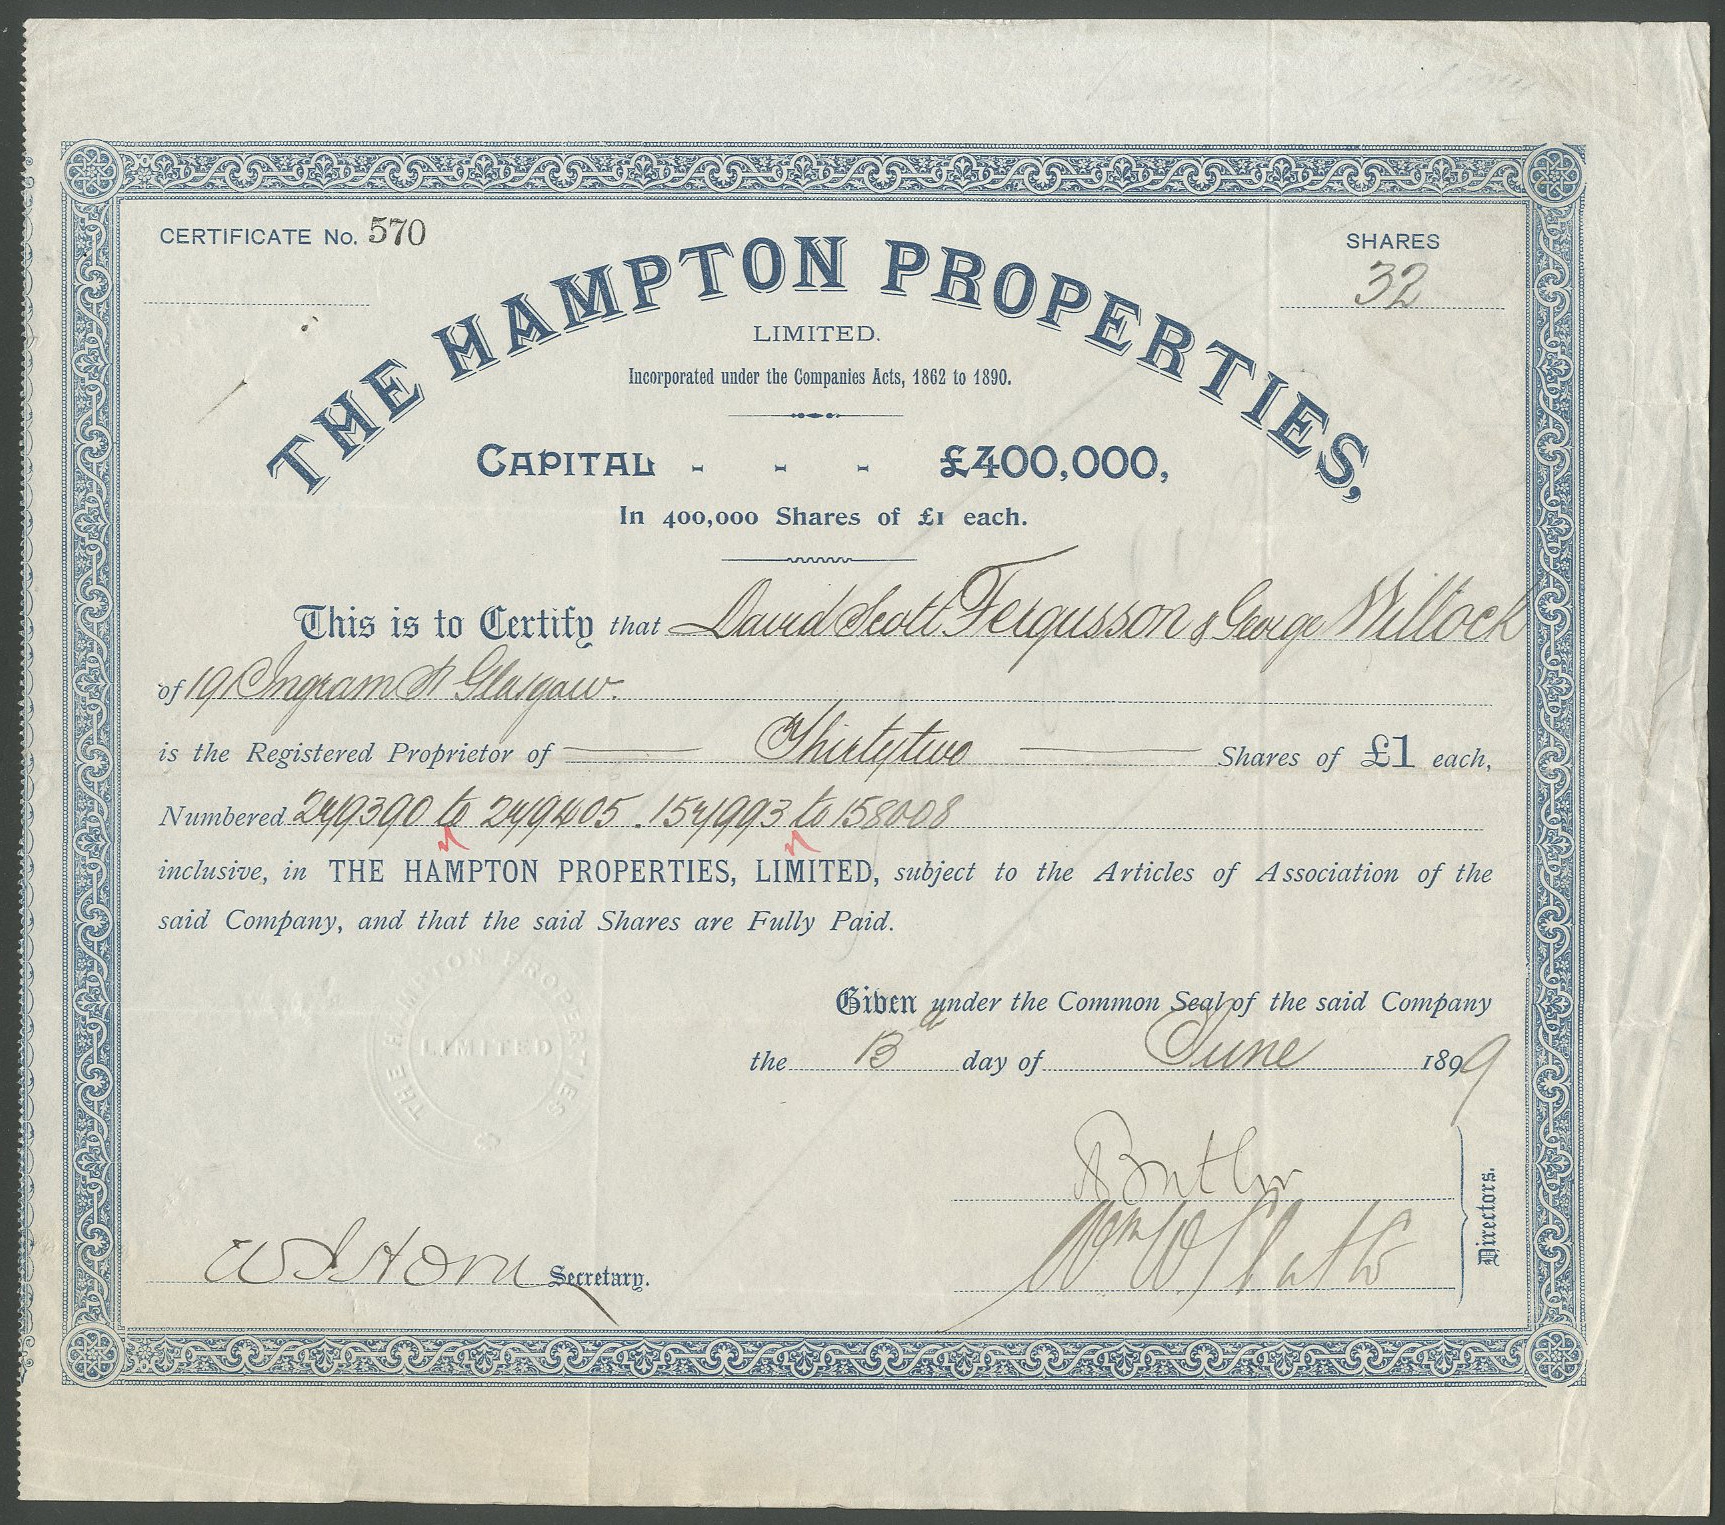 CERTIFICATE No. 570
SHARES
32
THE HAMPTON PROPERTIES,
LIMITED.
Incorporated under the Companies Acts, 1862 to 1890.
CAPITAL - - - £400,000,
In 400,000 Shares of £1 each.
This is to Certify that David Scott Fergusson & George Willock
of 191 Ingram St Glasgow.
is the Registered Proprietor of Thirtytwo Shares of £1 each,
Numbered 279390 to 279405. 157993 to 158008
inclusive, in THE HAMPTON PROPERTIES, LIMITED, subject to the Articles of Association of the
said Company, and that the said Shares are Fully Paid.
THE HAMPTON PROPERTIES
LIMITED
Given under the Common Seal of the said Company
the 13th day of June 1899
Butler
Directors.
Horn Secretary.